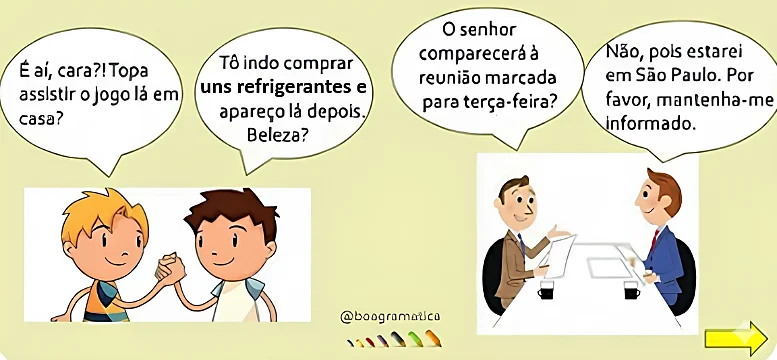 É aí, cara?! Topa
assistir o jogo lá em
casa?
Tô indo comprar
uns refrigerantes e
apareço lá depois.
Beleza?
O senhor
comparecerá à
reunião marcada
para terça-feira?
Não, pois estarei
em São Paulo. Por
favor, mantenha-me
informado.
@boagramatica